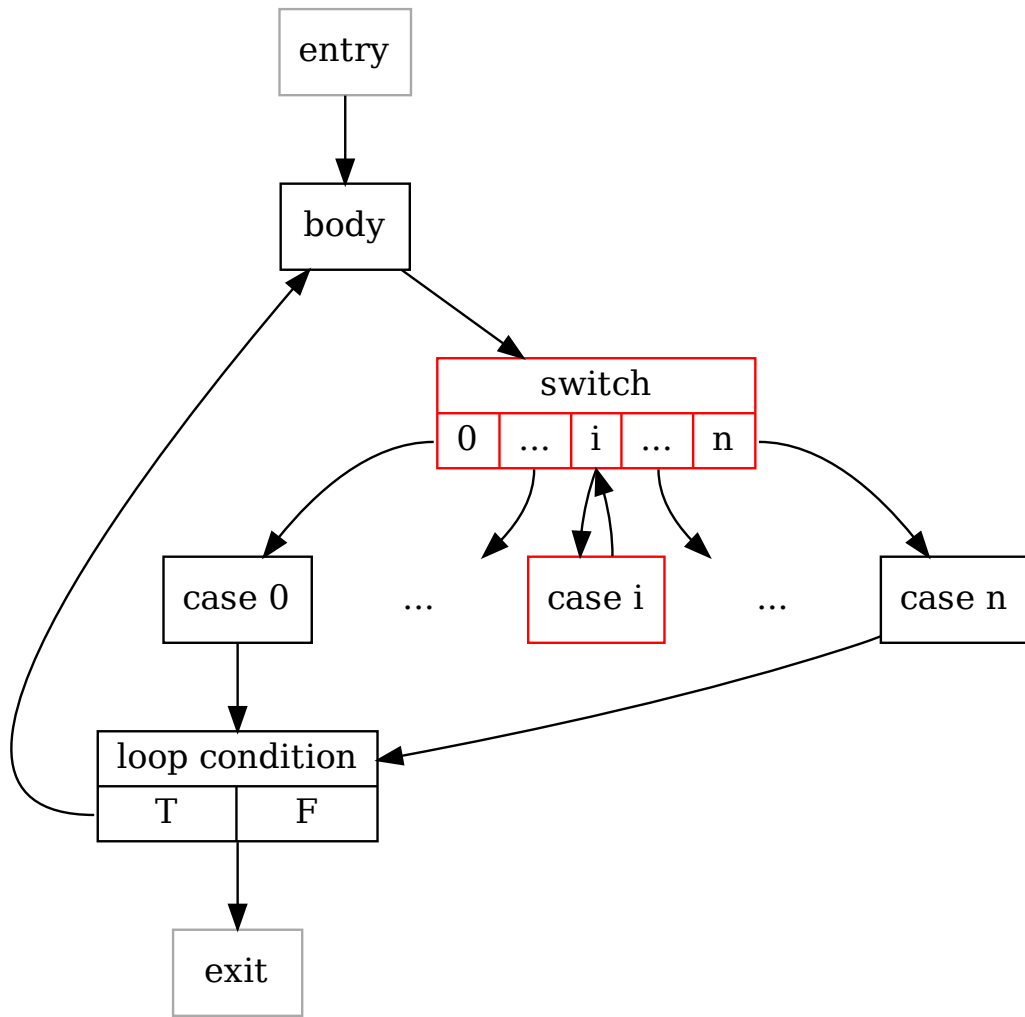 entry
body
switch
0 ... i ... n
case 0 ... case i ... case n
loop condition
T F
exit